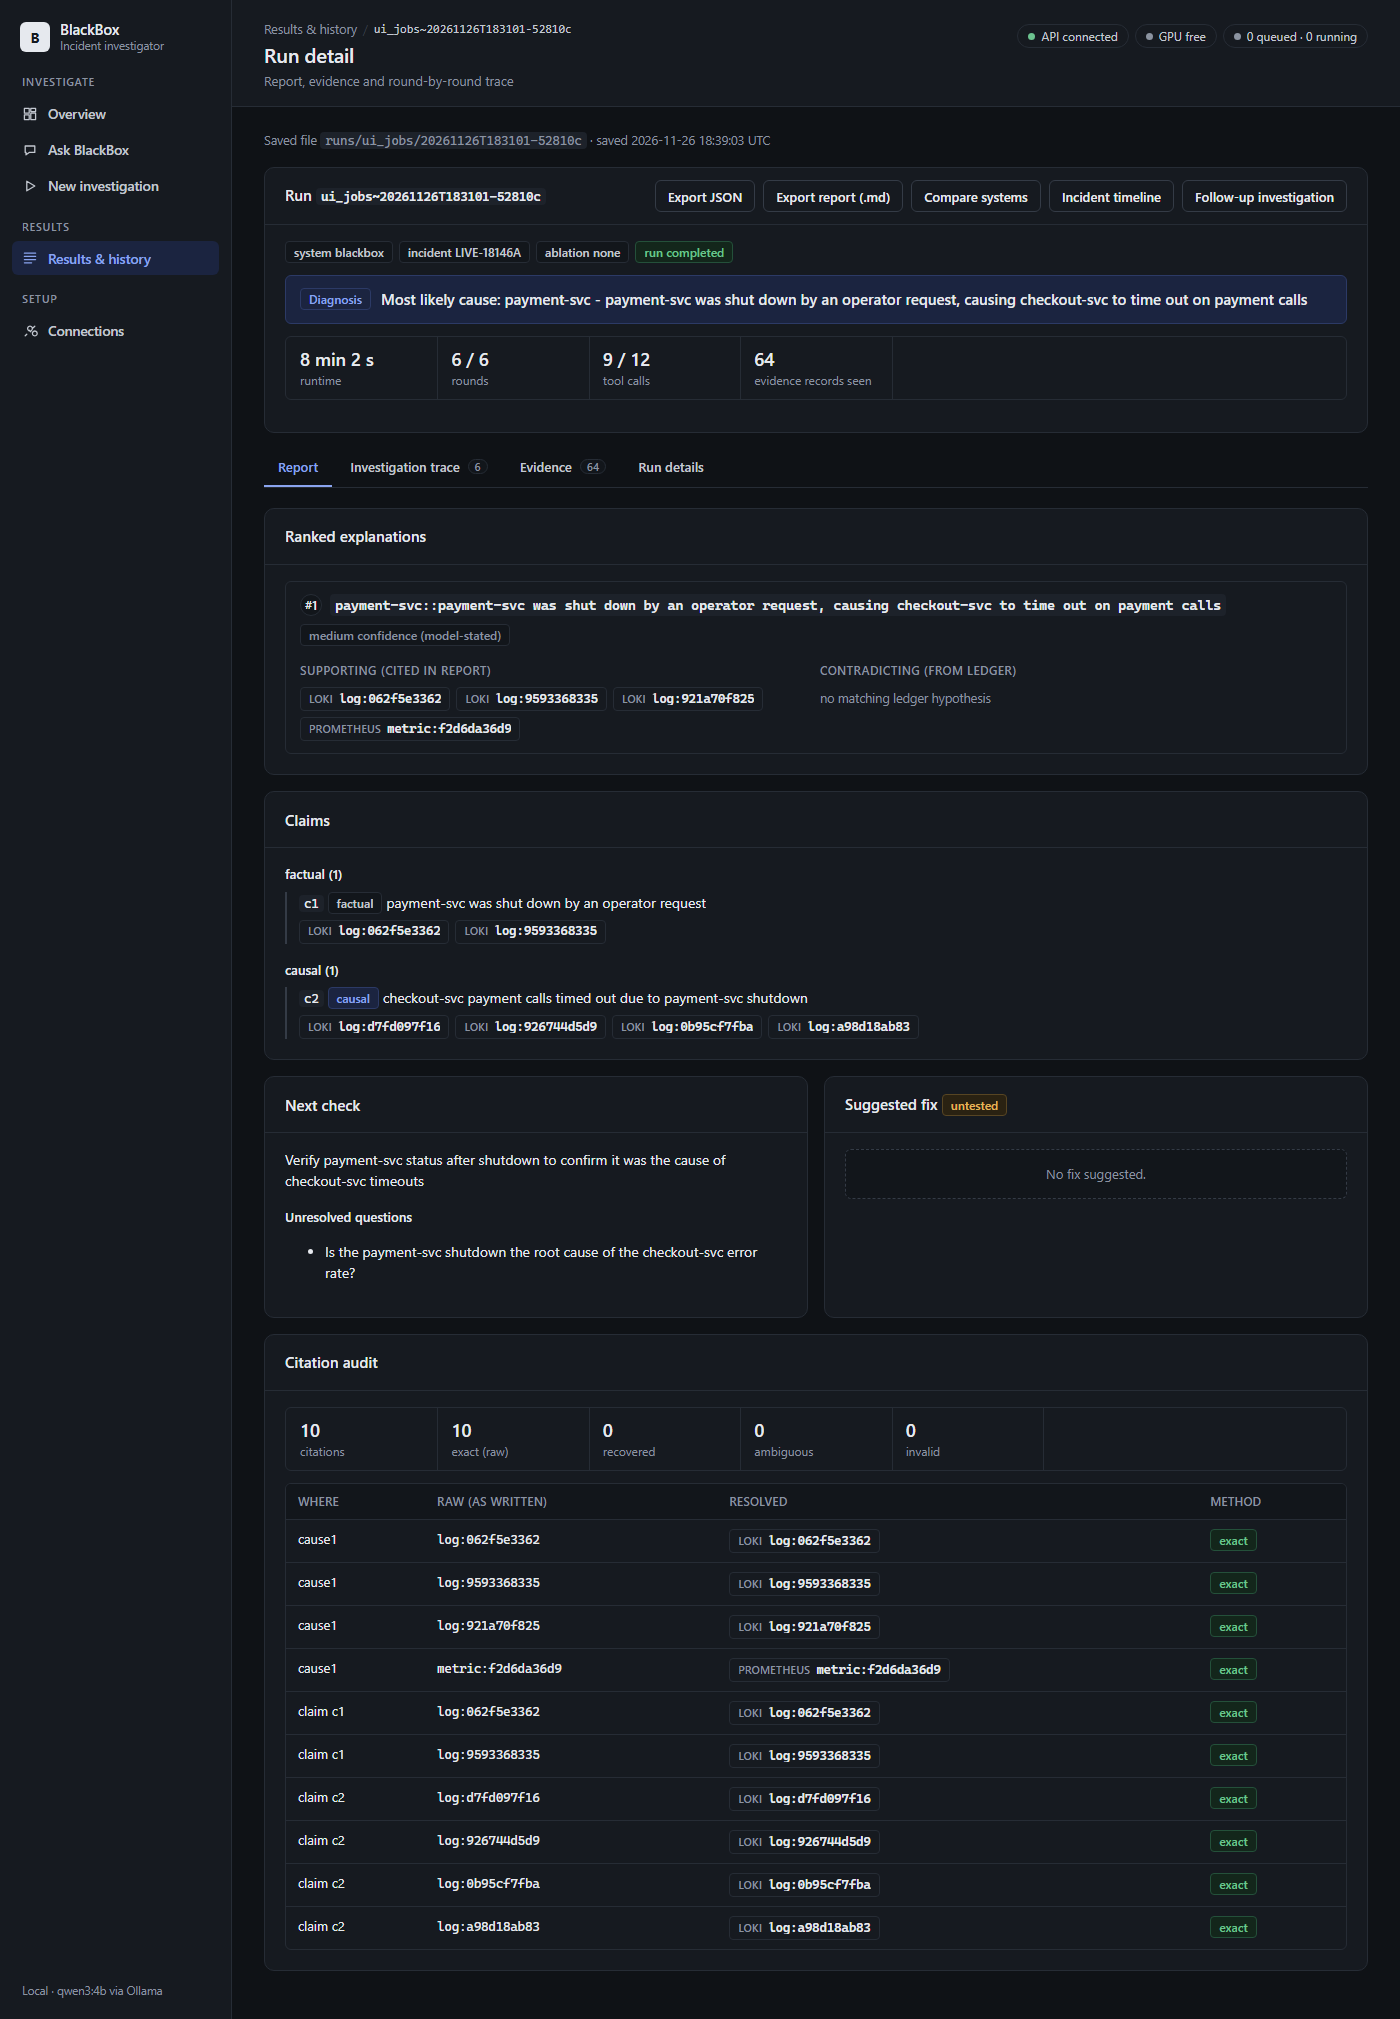 B
BlackBox
Incident investigator
INVESTIGATE
Overview
Ask BlackBox
New investigation
RESULTS
Results & history
SETUP
Connections
Local · qwen3:4b via Ollama
Results & history / ui_jobs~20261126T183101-52810c
Run detail
Report, evidence and round-by-round trace
API connected
GPU free
0 queued · 0 running
Saved file runs/ui_jobs/20261126T183101-52810c · saved 2026-11-26 18:39:03 UTC
Run ui_jobs~20261126T183101-52810c
Export JSON
Export report (.md)
Compare systems
Incident timeline
Follow-up investigation
system blackbox
incident LIVE-18146A
ablation none
run completed
Diagnosis Most likely cause: payment-svc - payment-svc was shut down by an operator request, causing checkout-svc to time out on payment calls
8 min 2 s
runtime
6 / 6
rounds
9 / 12
tool calls
64
evidence records seen
Report
Investigation trace 6
Evidence 64
Run details
Ranked explanations
#1 payment-svc::payment-svc was shut down by an operator request, causing checkout-svc to time out on payment calls
medium confidence (model-stated)
SUPPORTING (CITED IN REPORT)
LOKI log:062f5e3362 LOKI log:9593368335 LOKI log:921a70f825
PROMETHEUS metric:f2d6da36d9
CONTRADICTING (FROM LEDGER)
no matching ledger hypothesis
Claims
factual (1)
c1 factual payment-svc was shut down by an operator request
LOKI log:062f5e3362 LOKI log:9593368335
causal (1)
c2 causal checkout-svc payment calls timed out due to payment-svc shutdown
LOKI log:d7fd097f16 LOKI log:926744d5d9 LOKI log:0b95cf7fba LOKI log:a98d18ab83
Next check
Verify payment-svc status after shutdown to confirm it was the cause of
checkout-svc timeouts
Unresolved questions
• Is the payment-svc shutdown the root cause of the checkout-svc error
rate?
Suggested fix untested
No fix suggested.
Citation audit
10
citations
10
exact (raw)
0
recovered
0
ambiguous
0
invalid
WHERE RAW (AS WRITTEN) RESOLVED METHOD
cause1 log:062f5e3362 LOKI log:062f5e3362 exact
cause1 log:9593368335 LOKI log:9593368335 exact
cause1 log:921a70f825 LOKI log:921a70f825 exact
cause1 metric:f2d6da36d9 PROMETHEUS metric:f2d6da36d9 exact
claim c1 log:062f5e3362 LOKI log:062f5e3362 exact
claim c1 log:9593368335 LOKI log:9593368335 exact
claim c2 log:d7fd097f16 LOKI log:d7fd097f16 exact
claim c2 log:926744d5d9 LOKI log:926744d5d9 exact
claim c2 log:0b95cf7fba LOKI log:0b95cf7fba exact
claim c2 log:a98d18ab83 LOKI log:a98d18ab83 exact